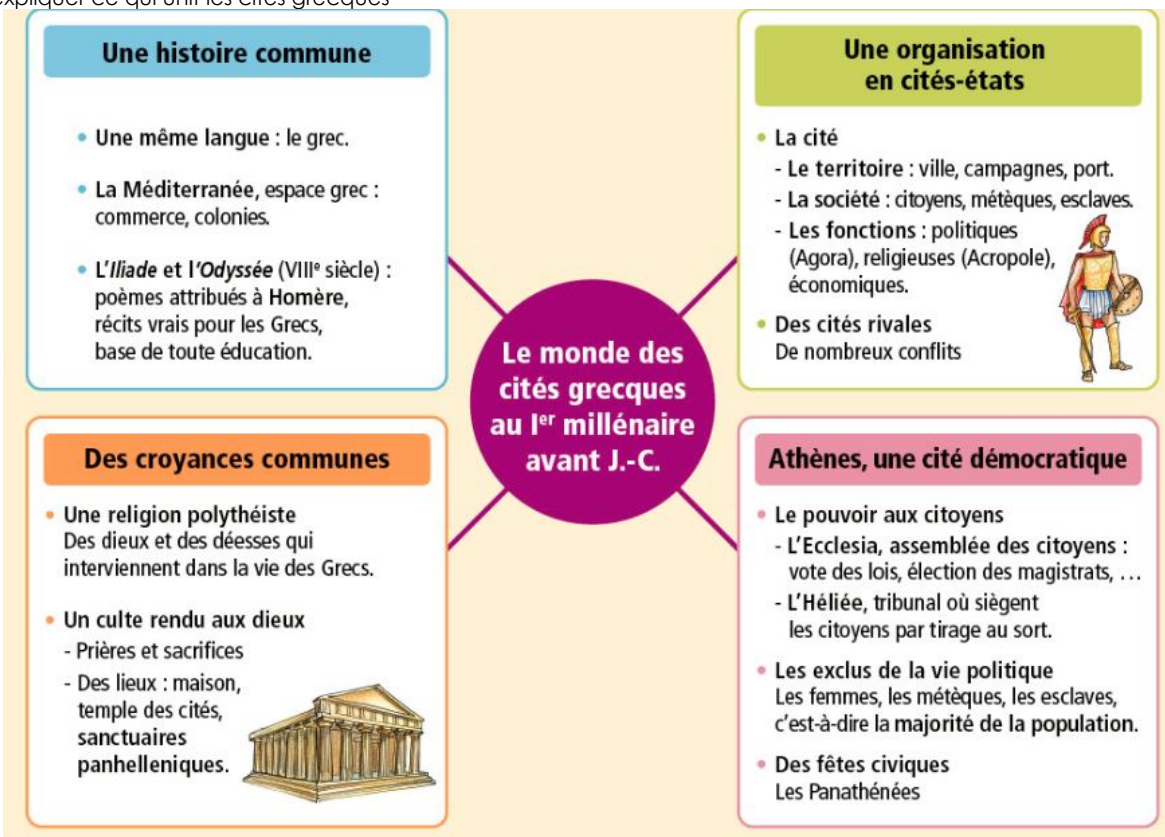 expliquer ce qui unit les cités grecques
Une histoire commune
• Une même langue : le grec.
• La Méditerranée, espace grec :
commerce, colonies.
• L'Iliade et l'Odyssée (VIIIe siècle) :
poèmes attribués à Homère,
récits vrais pour les Grecs,
base de toute éducation.
Une organisation
en cités-états
• La cité
- Le territoire : ville, campagnes, port.
- La société : citoyens, métèques, esclaves.
- Les fonctions : politiques
(Agora), religieuses (Acropole),
économiques.
• Des cités rivales
De nombreux conflits
Le monde des
cités grecques
au Ier millénaire
avant J.-C.
Des croyances communes
• Une religion polythéiste
Des dieux et des déesses qui
interviennent dans la vie des Grecs.
• Un culte rendu aux dieux
- Prières et sacrifices
- Des lieux : maison,
temple des cités,
sanctuaires
panhelleniques.
Athènes, une cité démocratique
• Le pouvoir aux citoyens
- L'Ecclesia, assemblée des citoyens :
vote des lois, élection des magistrats, …
- L'Héliée, tribunal où siègent
les citoyens par tirage au sort.
• Les exclus de la vie politique
Les femmes, les métèques, les esclaves,
c'est-à-dire la majorité de la population.
• Des fêtes civiques
Les Panathénées